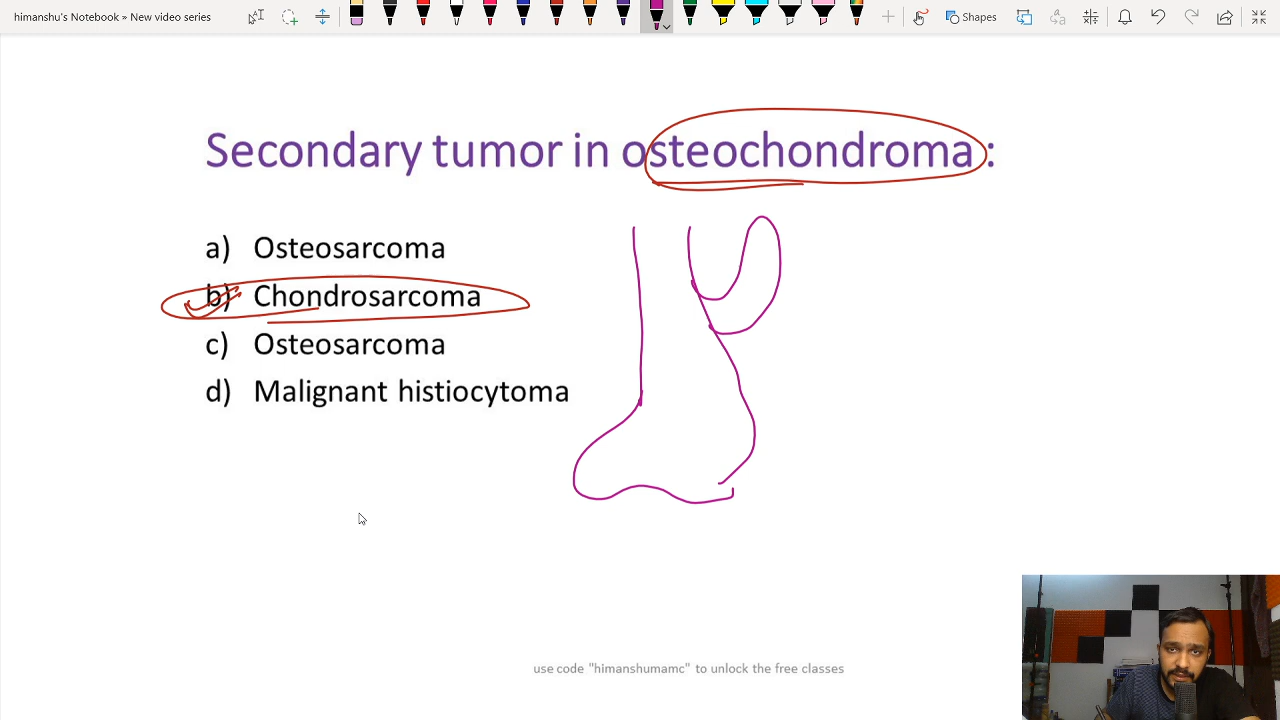 himanshu's Notebook » New video series
Shapes
Secondary tumor in osteochondroma :
a) Osteosarcoma
b) Chondrosarcoma
c) Osteosarcoma
d) Malignant histiocytoma
use code "himanshumamc" to unlock the free classes